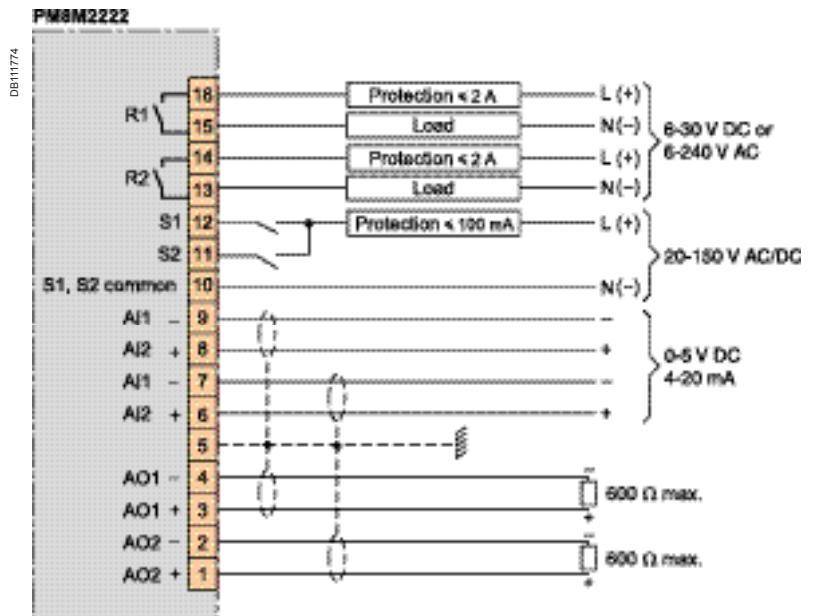 PM8M2222
DB111774
R1
16
Protection < 2 A
L (+)
15
Load
N(−)
6-30 V DC or
6-240 V AC
R2
14
Protection < 2 A
L (+)
13
Load
N(−)
S1
12
Protection < 100 mA
L (+)
S2
11
20-150 V AC/DC
S1, S2 common
10
N(−)
AI1 −
9
−
AI2 +
8
+
0-5 V DC
4-20 mA
AI1 −
7
−
AI2 +
6
+
5
AO1 −
4
−
600 Ω max.
AO1 +
3
+
AO2 −
2
−
600 Ω max.
AO2 +
1
+